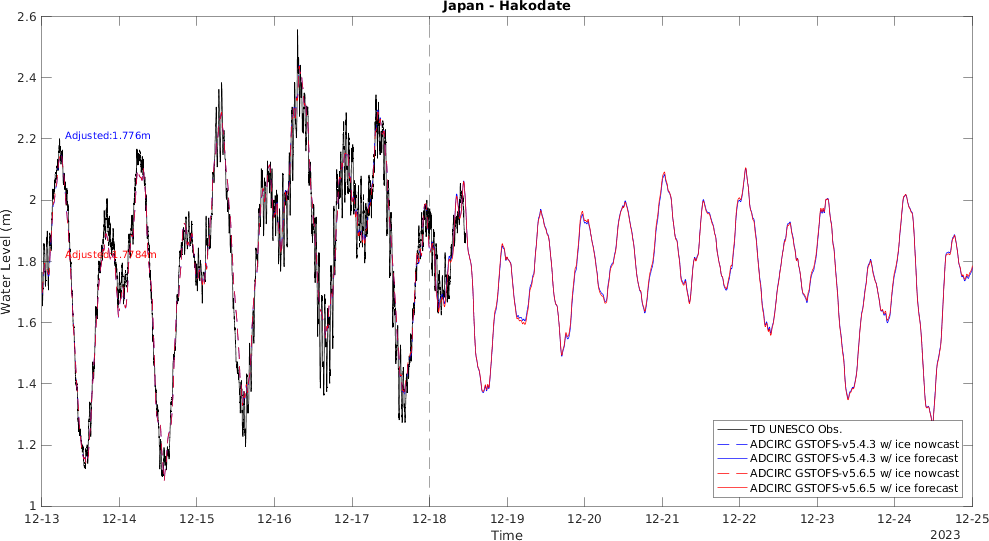 Japan - Hakodate
2.6
2.4
2.2
2
1.8
1.6
1.4
1.2
1
Water Level (m)
Adjusted:1.776m
Adjusted:1.7784m
12-13
12-14
12-15
12-16
12-17
12-18
12-19
12-20
12-21
12-22
12-23
12-24
12-25
Time
2023
TD UNESCO Obs.
ADCIRC GSTOFS-v5.4.3 w/ ice nowcast
ADCIRC GSTOFS-v5.4.3 w/ ice forecast
ADCIRC GSTOFS-v5.6.5 w/ ice nowcast
ADCIRC GSTOFS-v5.6.5 w/ ice forecast